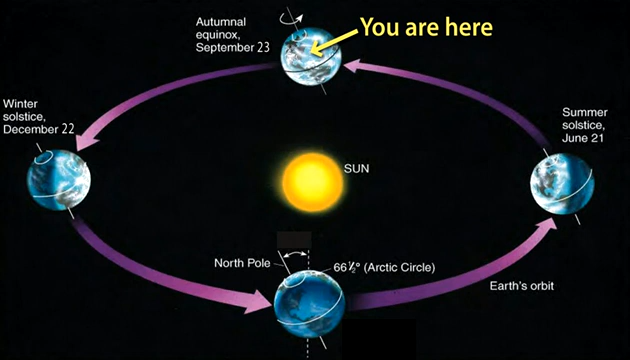 Autumnal
equinox,
September 23
You are here
Winter
solstice,
December 22
Summer
solstice,
June 21
SUN
North Pole
66½° (Arctic Circle)
Earth's orbit